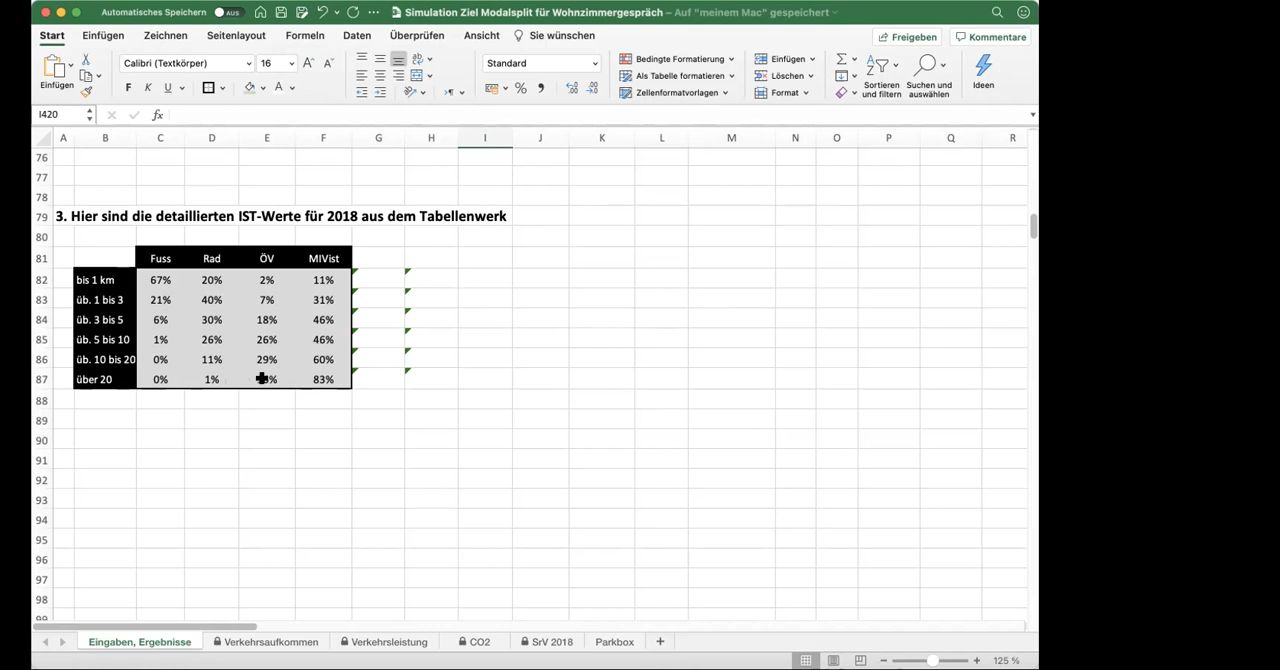 Automatisches Speichern AUS Simulation Ziel Modalsplit für Wohnzimmergespräch – Auf "meinem Mac" gespeichert
Start Einfügen Zeichnen Seitenlayout Formeln Daten Überprüfen Ansicht Sie wünschen Freigeben Kommentare
Einfügen
Calibri (Textkörper) 16
F K U A
Standard
%
Bedingte Formatierung
Als Tabelle formatieren
Zellenformatvorlagen
Einfügen
Löschen
Format
Sortieren und filtern
Suchen und auswählen
Ideen
I420 fx
A B C D E F G H I J K L M N O P Q R
76
77
78
79 3. Hier sind die detaillierten IST-Werte für 2018 aus dem Tabellenwerk
80
81 Fuss Rad ÖV MIVist
82 bis 1 km 67% 20% 2% 11%
83 üb. 1 bis 3 21% 40% 7% 31%
84 üb. 3 bis 5 6% 30% 18% 46%
85 üb. 5 bis 10 1% 26% 26% 46%
86 üb. 10 bis 20 0% 11% 29% 60%
87 über 20 0% 1% 83%
88
89
90
91
92
93
94
95
96
97
98
99
Eingaben, Ergebnisse Verkehrsaufkommen Verkehrsleistung CO2 SrV 2018 Parkbox +
125 %